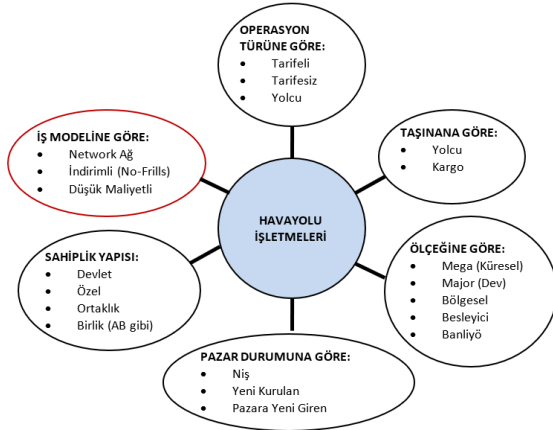 OPERASYON
TÜRÜNE GÖRE:
• Tarifeli
• Tarifesiz
• Yolcu
İŞ MODELİNE GÖRE:
• Network Ağ
• İndirimli (No-Frills)
• Düşük Maliyetli
TAŞINANA GÖRE:
• Yolcu
• Kargo
HAVAYOLU
İŞLETMELERİ
SAHİPLİK YAPISI:
• Devlet
• Özel
• Ortaklık
• Birlik (AB gibi)
ÖLÇEĞİNE GÖRE:
• Mega (Küresel)
• Major (Dev)
• Bölgesel
• Besleyici
• Banliyö
PAZAR DURUMUNA GÖRE:
• Niş
• Yeni Kurulan
• Pazara Yeni Giren